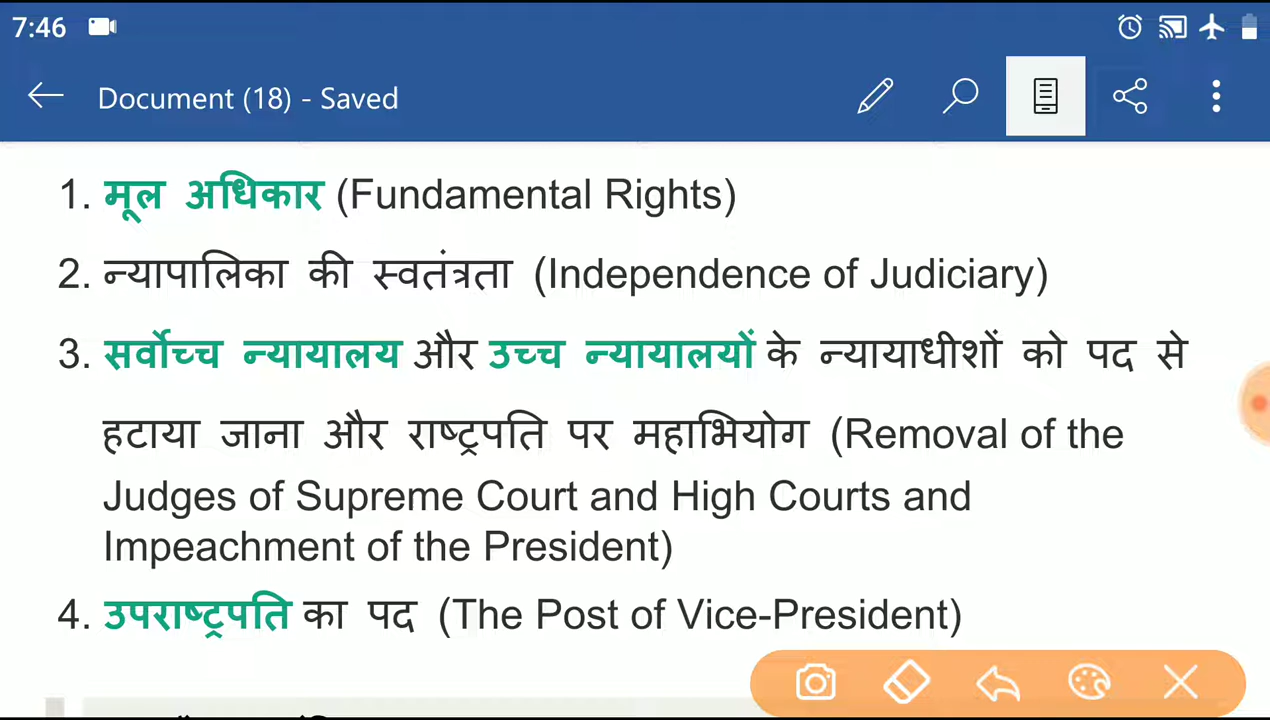 7:46
Document (18) - Saved
1. मूल अधिकार (Fundamental Rights)
2. न्यापालिका की स्वतंत्रता (Independence of Judiciary)
3. सर्वोच्च न्यायालय और उच्च न्यायालयों के न्यायाधीशों को पद से
हटाया जाना और राष्ट्रपति पर महाभियोग (Removal of the
Judges of Supreme Court and High Courts and
Impeachment of the President)
4. उपराष्ट्रपति का पद (The Post of Vice-President)